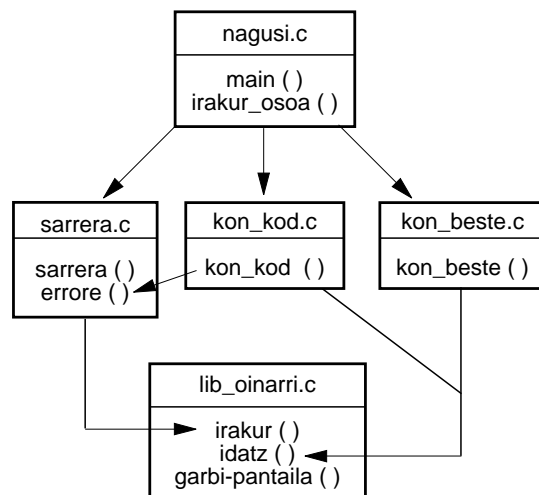 nagusi.c
main ( )
irakur_osoa ( )
sarrera.c
sarrera ( )
errore ( )
kon_kod.c
kon_kod  ( )
kon_beste.c
kon_beste ( )
lib_oinarri.c
irakur ( )
idatz ( )
garbi-pantaila ( )